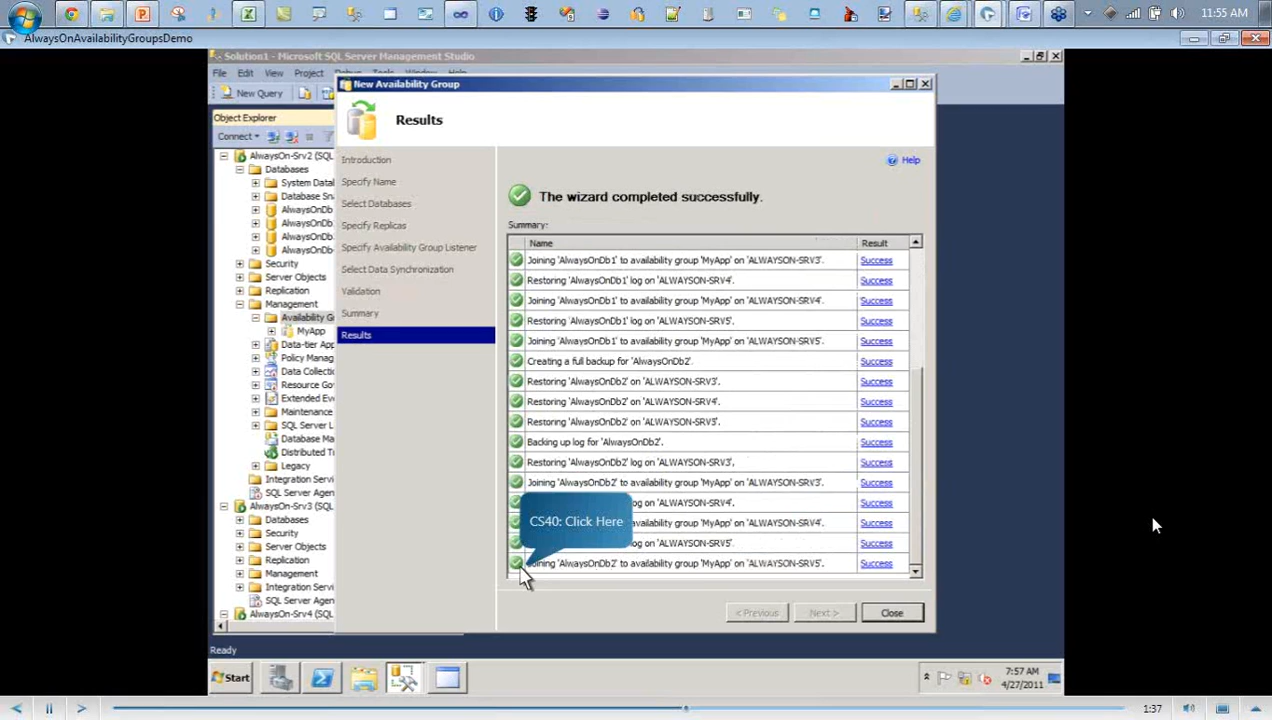 11:55 AM
AlwaysOnAvailabilityGroupsDemo
Solution1 - Microsoft SQL Server Management Studio
File Edit View Project Debug Tools Window Help
New Query
New Availability Group
Results
Object Explorer
Connect
AlwaysOn-Srv2 (SQL
Databases
System Datab
Database Sna
AlwaysOnDb
AlwaysOnDb
AlwaysOnDb
AlwaysOnDb
Security
Server Objects
Replication
Management
Availability G
MyApp
Data-tier App
Policy Manag
Data Collectio
Resource Go
Extended Eve
Maintenance
SQL Server L
Database Ma
Distributed T
Legacy
Integration Servi
SQL Server Agen
AlwaysOn-Srv3 (SQL
Databases
Security
Server Objects
Replication
Management
Integration Servi
SQL Server Agen
AlwaysOn-Srv4 (SQL
Introduction
Specify Name
Select Databases
Specify Replicas
Specify Availability Group Listener
Select Data Synchronization
Validation
Summary
Results
Help
The wizard completed successfully.
Summary:
Name Result
Joining 'AlwaysOnDb1' to availability group 'MyApp' on 'ALWAYSON-SRV3'. Success
Restoring 'AlwaysOnDb1' log on 'ALWAYSON-SRV4'. Success
Joining 'AlwaysOnDb1' to availability group 'MyApp' on 'ALWAYSON-SRV4'. Success
Restoring 'AlwaysOnDb1' log on 'ALWAYSON-SRV5'. Success
Joining 'AlwaysOnDb1' to availability group 'MyApp' on 'ALWAYSON-SRV5'. Success
Creating a full backup for 'AlwaysOnDb2'. Success
Restoring 'AlwaysOnDb2' on 'ALWAYSON-SRV3'. Success
Restoring 'AlwaysOnDb2' on 'ALWAYSON-SRV4'. Success
Restoring 'AlwaysOnDb2' on 'ALWAYSON-SRV3'. Success
Backing up log for 'AlwaysOnDb2'. Success
Restoring 'AlwaysOnDb2' log on 'ALWAYSON-SRV3'. Success
Joining 'AlwaysOnDb2' to availability group 'MyApp' on 'ALWAYSON-SRV3'. Success
log on 'ALWAYSON-SRV4'. Success
CS40: Click Here
availability group 'MyApp' on 'ALWAYSON-SRV4'. Success
log on 'ALWAYSON-SRV5'. Success
Joining 'AlwaysOnDb2' to availability group 'MyApp' on 'ALWAYSON-SRV5'. Success
< Previous Next > Close
Ready
Start
7:57 AM
4/27/2011
1:37